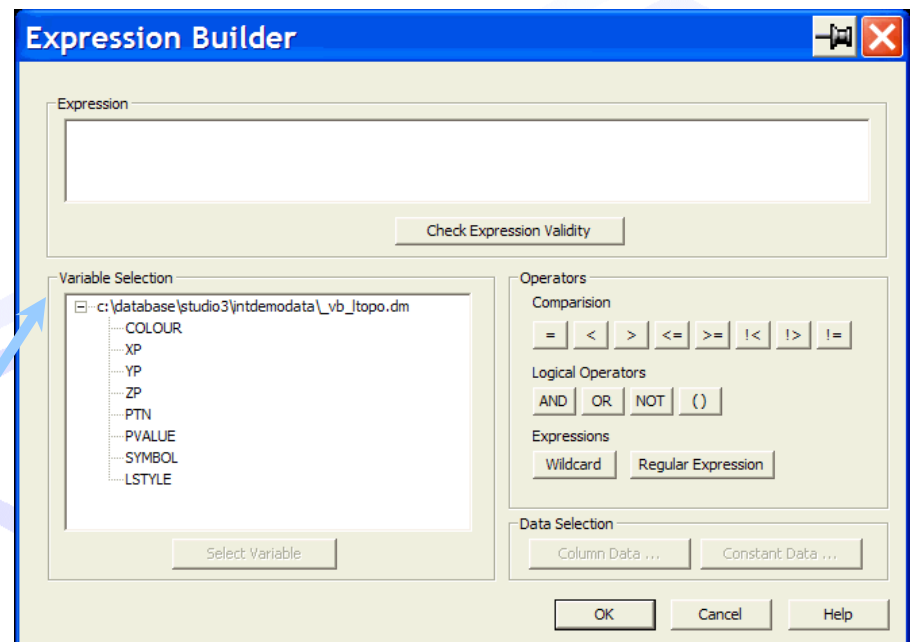 Expression Builder
Expression
Check Expression Validity
Variable Selection
c:\database\studio3\intdemodata\_vb_ltopo.dm
COLOUR
XP
YP
ZP
PTN
PVALUE
SYMBOL
LSTYLE
Select Variable
Operators
Comparision
= < > <= >= !< !> !=
Logical Operators
AND OR NOT ()
Expressions
Wildcard Regular Expression
Data Selection
Column Data ... Constant Data ...
OK Cancel Help